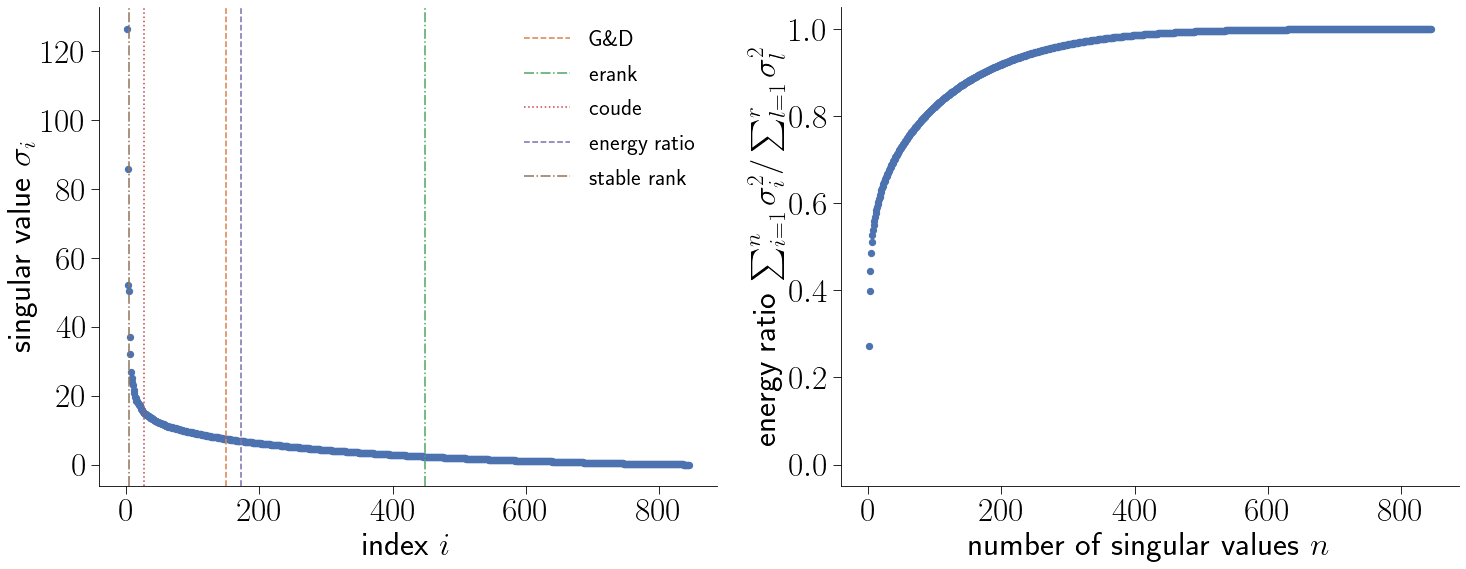 singular value σ_i
120
100
80
60
40
20
0
0 200 400 600 800
index i
G&D
erank
coude
energy ratio
stable rank
energy ratio ∑_{i=1}^{n} σ_i^2 / ∑_{l=1}^{r} σ_l^2
1.0
0.8
0.6
0.4
0.2
0.0
0 200 400 600 800
number of singular values n